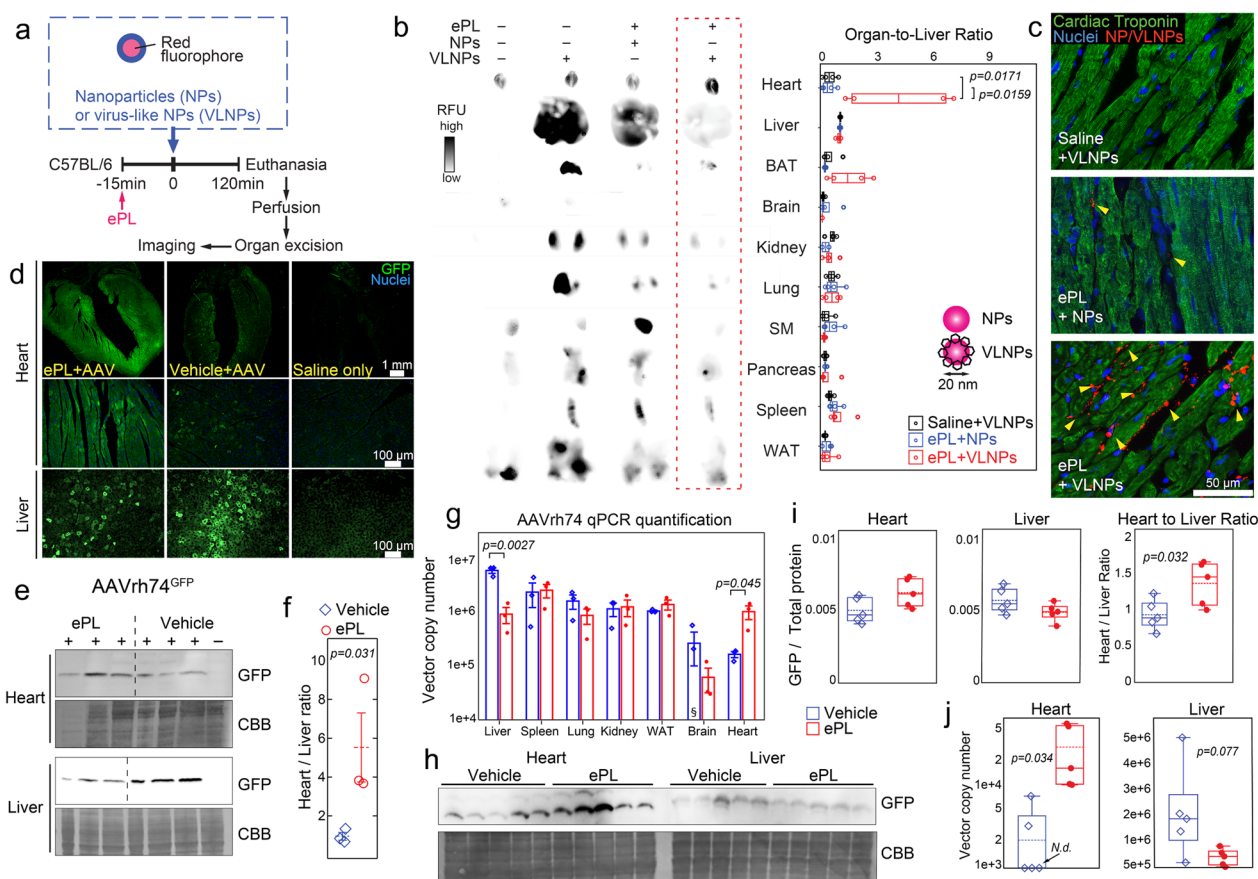 a
Red
fluorophore
Nanoparticles (NPs)
or virus-like NPs (VLNPs)
C57BL/6
Euthanasia
-15min
0
120min
ePL
Perfusion
Imaging
Organ excision
b
ePL
–
–
+
+
NPs
–
–
+
–
VLNPs
–
+
–
+
RFU
high
low
Organ-to-Liver Ratio
0
3
6
9
Heart
Liver
BAT
Brain
Kidney
Lung
SM
Pancreas
Spleen
WAT
p=0.0171
p=0.0159
NPs
VLNPs
20 nm
Saline+VLNPs
ePL+NPs
ePL+VLNPs
c
Cardiac Troponin
Nuclei NP/VLNPs
Saline
+VLNPs
ePL
+ NPs
ePL
+ VLNPs
50 µm
d
GFP
Nuclei
Heart
ePL+AAV
Vehicle+AAV
Saline only
1 mm
100 µm
Liver
100 µm
e
AAVrh74GFP
ePL
Vehicle
+ + + + + + –
Heart
GFP
CBB
Liver
GFP
CBB
f
Vehicle
ePL
Heart / Liver ratio
10
8
6
4
2
p=0.031
g
AAVrh74 qPCR quantification
Vector copy number
1e+7
1e+6
1e+5
1e+4
p=0.0027
p=0.045
§
Liver
Spleen
Lung
Kidney
WAT
Brain
Heart
Vehicle
ePL
h
Heart
Liver
Vehicle
ePL
Vehicle
ePL
GFP
CBB
i
Heart
Liver
Heart to Liver Ratio
GFP / Total protein
0.01
0.005
0
0.01
0.005
0
Heart / Liver Ratio
2
1.5
1
0.5
0
p=0.032
j
Heart
Liver
Vector copy number
5
2
1e+4
5
2
1e+3
p=0.034
N.d.
5e+6
4e+6
3e+6
2e+6
1e+6
5e+5
p=0.077